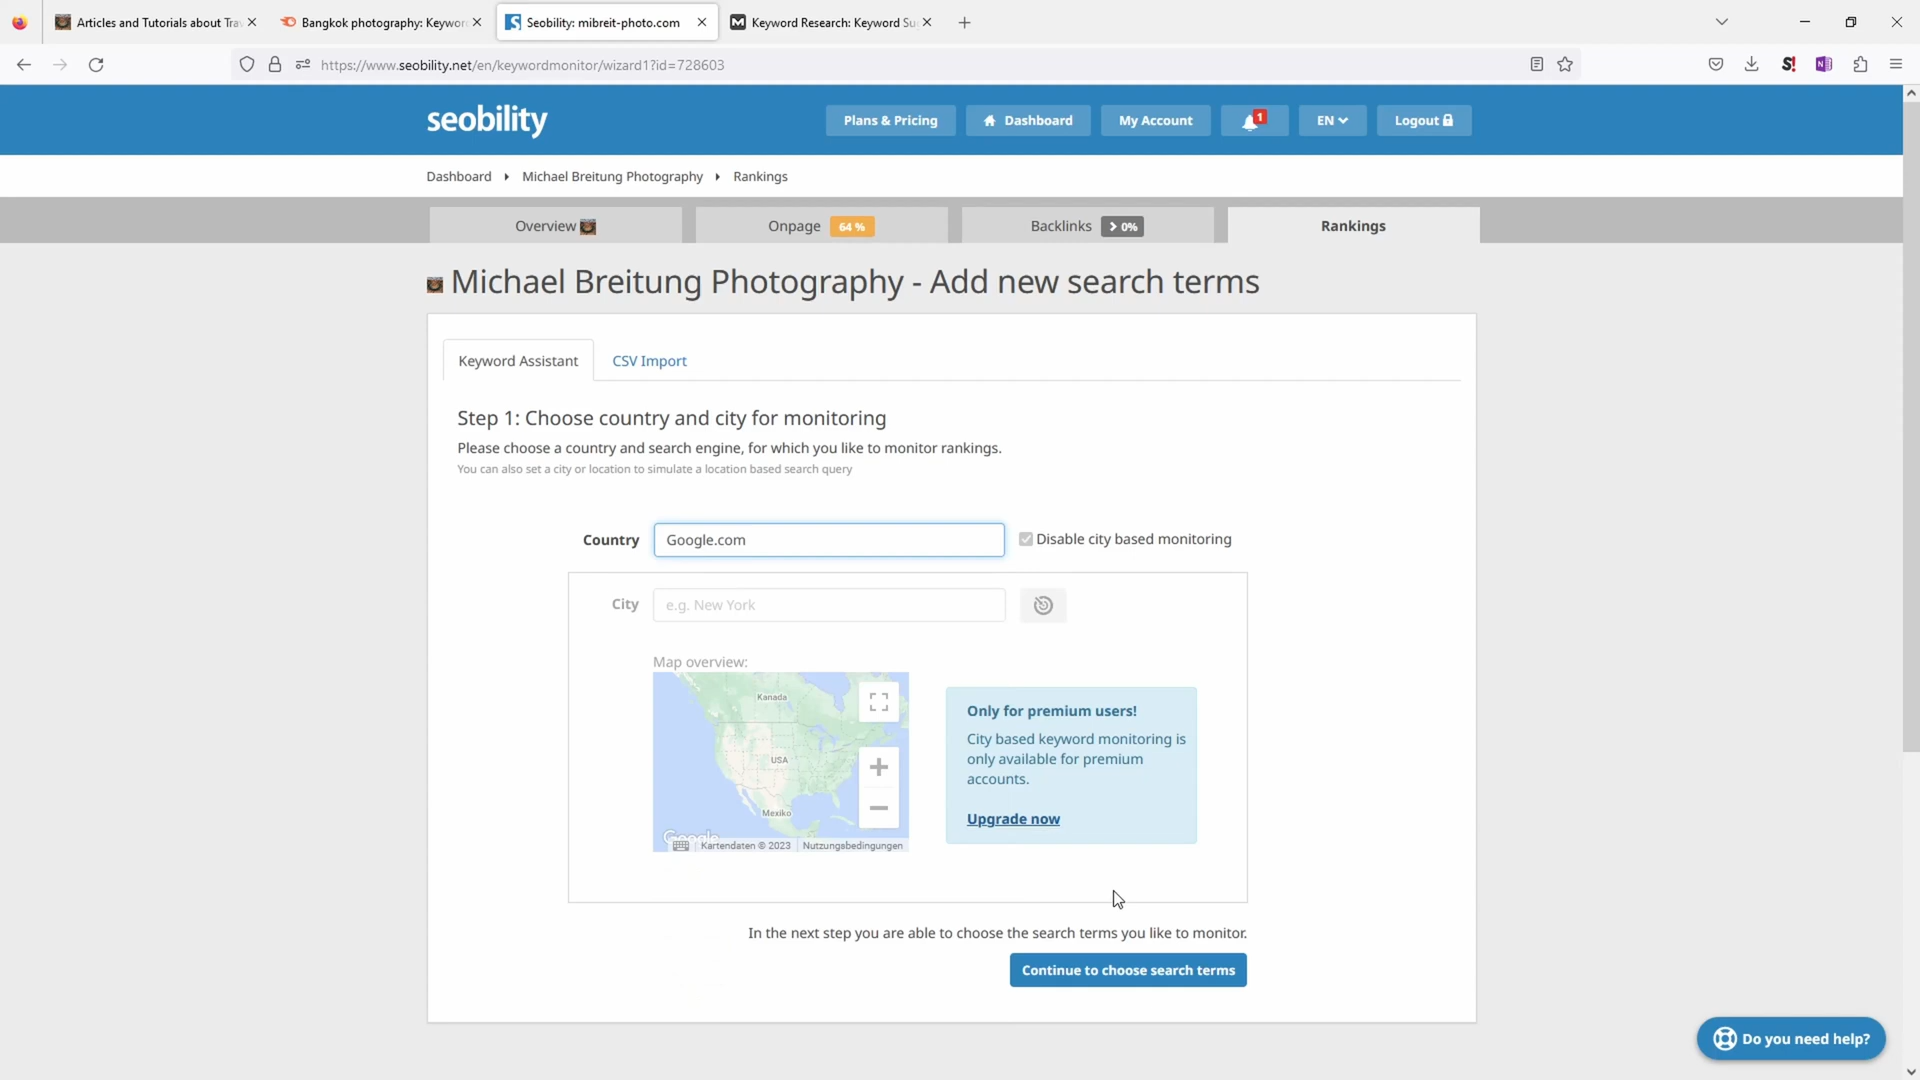 Articles and Tutorials about Tra
Bangkok photography: Keywor
Seobility: mibreit-photo.com
Keyword Research: Keyword Su
https://www.seobility.net/en/keywordmonitor/wizard1?id=728603
seobility
Plans & Pricing
Dashboard
My Account
1
EN
Logout
Dashboard
Michael Breitung Photography
Rankings
Overview
Onpage 64 %
Backlinks > 0%
Rankings
Michael Breitung Photography - Add new search terms
Keyword Assistant
CSV Import
Step 1: Choose country and city for monitoring
Please choose a country and search engine, for which you like to monitor rankings.
You can also set a city or location to simulate a location based search query
Country
Google.com
Disable city based monitoring
City
e.g. New York
Map overview:
Kanada
USA
Mexiko
Google
Kartendaten © 2023
Nutzungsbedingungen
Only for premium users!
City based keyword monitoring is
only available for premium
accounts.
Upgrade now
In the next step you are able to choose the search terms you like to monitor.
Continue to choose search terms
Do you need help?